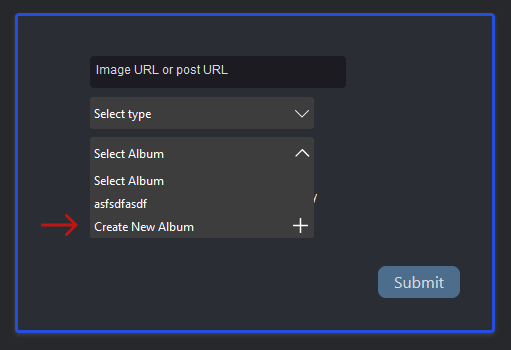 Image URL or post URL
Select type
Select Album
Select Album
asfsdfasdf
Create New Album
Submit